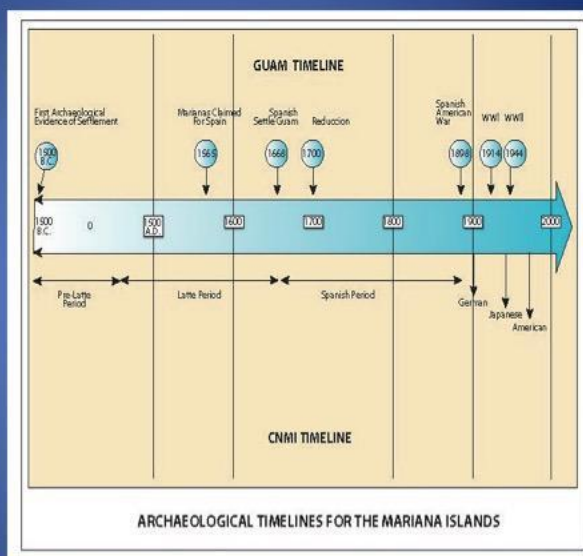 GUAM TIMELINE
First Archaeological
Evidence of Settlement
Marianas Claimed
For Spain
Spanish
Settle Guam
Reduccion
Spanish
American
War
WWI
WWII
1500
B.C.
1565
1668
1700
1898
1914
1944
1500
B.C.
0
1500
A.D.
1600
1700
1800
1900
2000
Pre-Latte
Period
Latte Period
Spanish Period
German
Japanese
American
CNMI TIMELINE
ARCHAEOLOGICAL TIMELINES FOR THE MARIANA ISLANDS